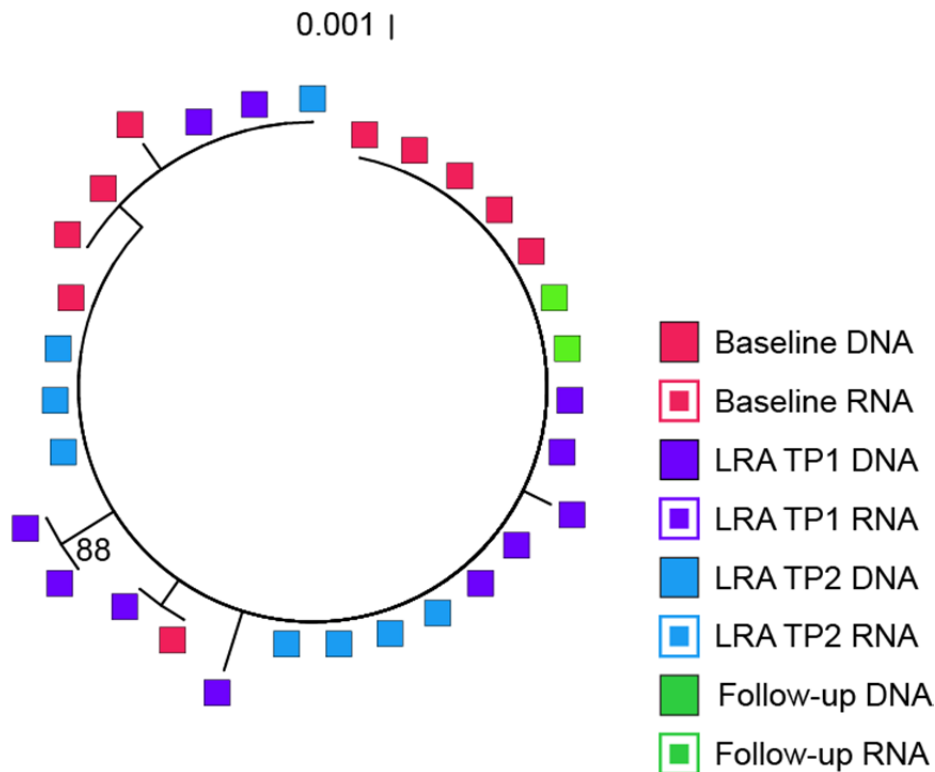 0.001
88
Baseline DNA
Baseline RNA
LRA TP1 DNA
LRA TP1 RNA
LRA TP2 DNA
LRA TP2 RNA
Follow-up DNA
Follow-up RNA